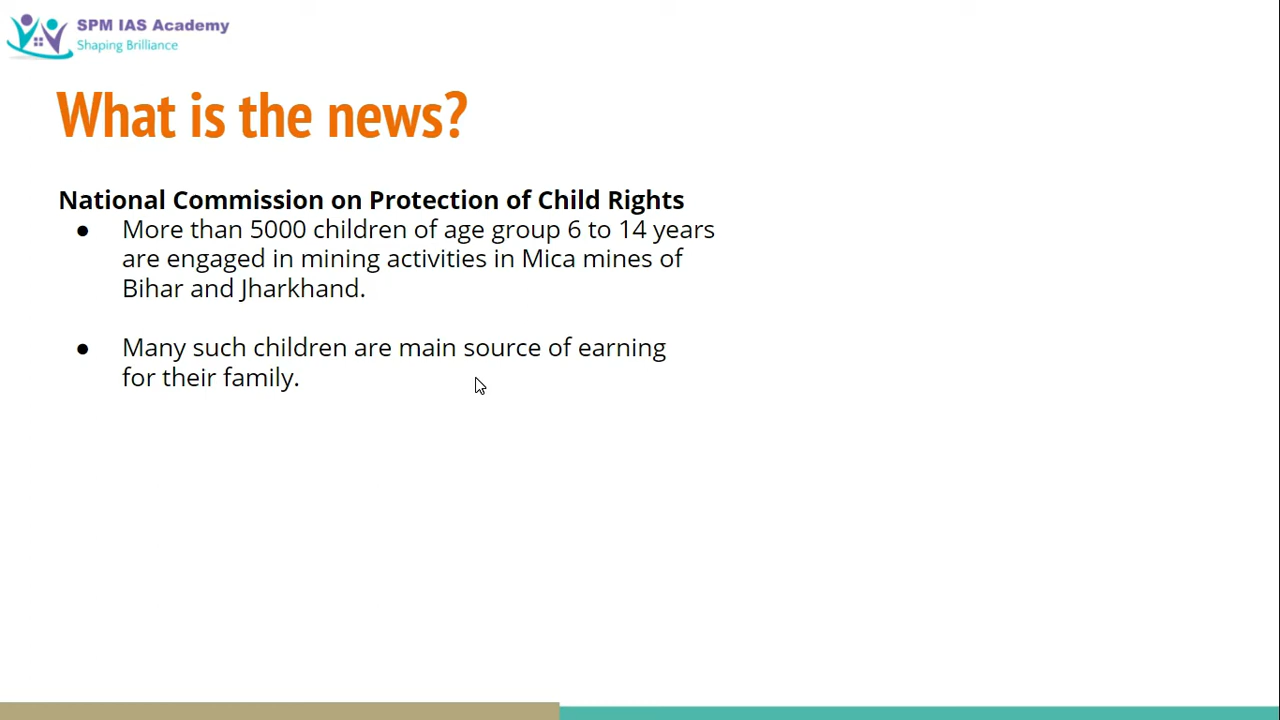 SPM IAS Academy
Shaping Brilliance
What is the news?
National Commission on Protection of Child Rights
● More than 5000 children of age group 6 to 14 years
are engaged in mining activities in Mica mines of
Bihar and Jharkhand.
● Many such children are main source of earning
for their family.